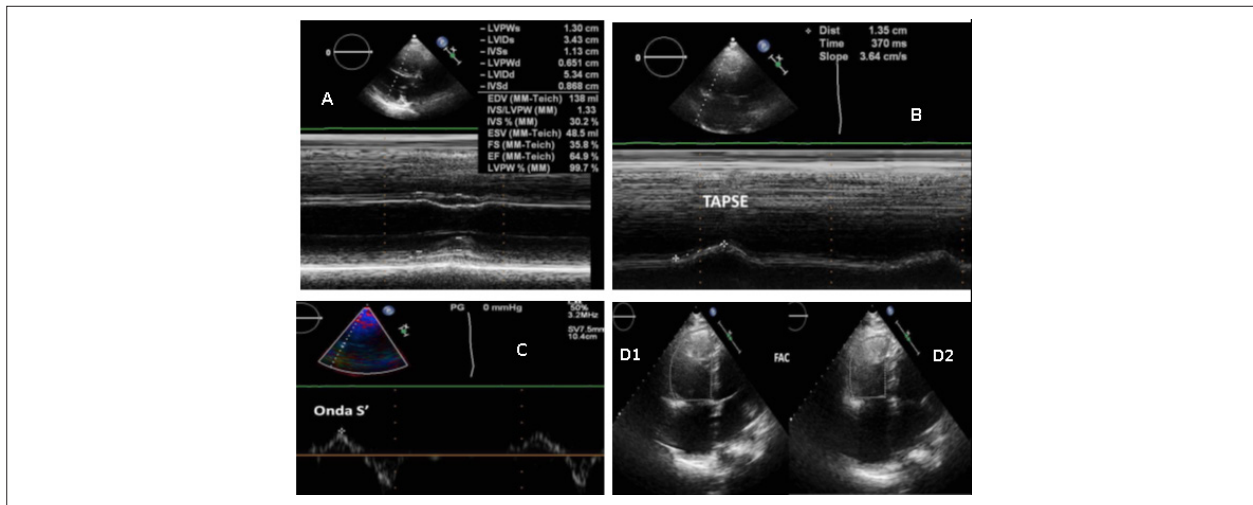 A
0
– LVPWs 1.30 cm
– LVIDs 3.43 cm
– IVSs 1.13 cm
– LVPWd 0.651 cm
– LVIDd 5.34 cm
– IVSd 0.868 cm
EDV (MM-Teich) 138 ml
IVS/LVPW (MM) 1.33
IVS % (MM) 30.2 %
ESV (MM-Teich) 48.5 ml
FS (MM-Teich) 35.8 %
EF (MM-Teich) 64.9 %
LVPW % (MM) 99.7 %
B
0
Dist 1.35 cm
Time 370 ms
Slope 3.64 cm/s
TAPSE
C
PG 0 mmHg
50%
3.2MHz
SV7.5mm
10.4cm
Onda S’
D1
FAC
D2